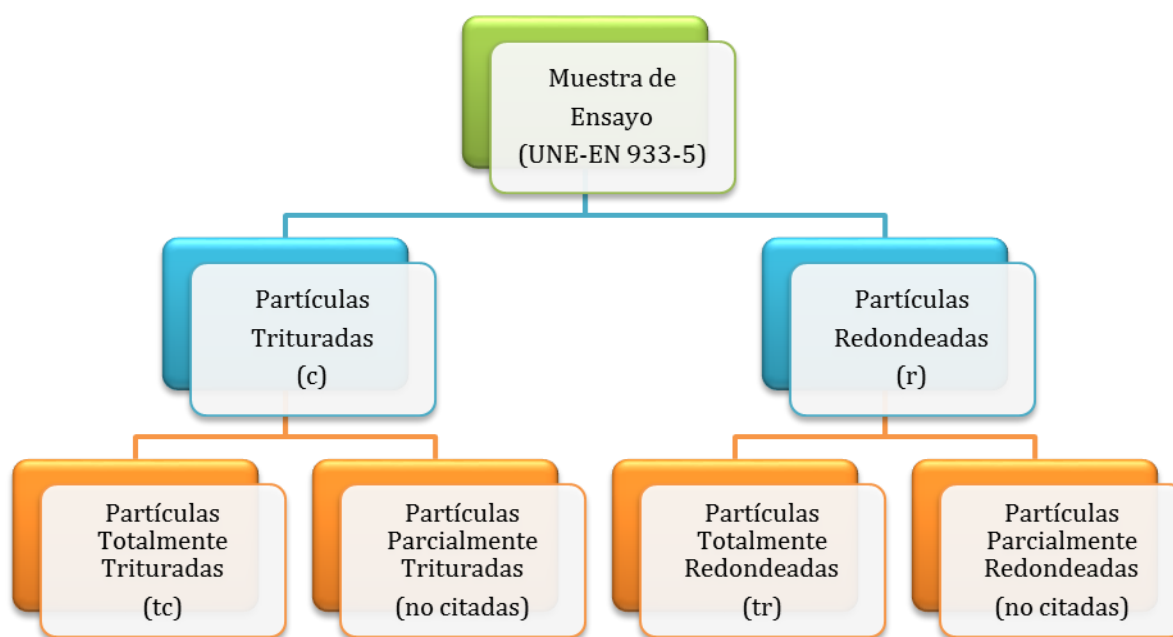 Muestra de
Ensayo
(UNE-EN 933-5)
Partículas
Trituradas
(c)
Partículas
Redondeadas
(r)
Partículas
Totalmente
Trituradas
(tc)
Partículas
Parcialmente
Trituradas
(no citadas)
Partículas
Totalmente
Redondeadas
(tr)
Partículas
Parcialmente
Redondeadas
(no citadas)